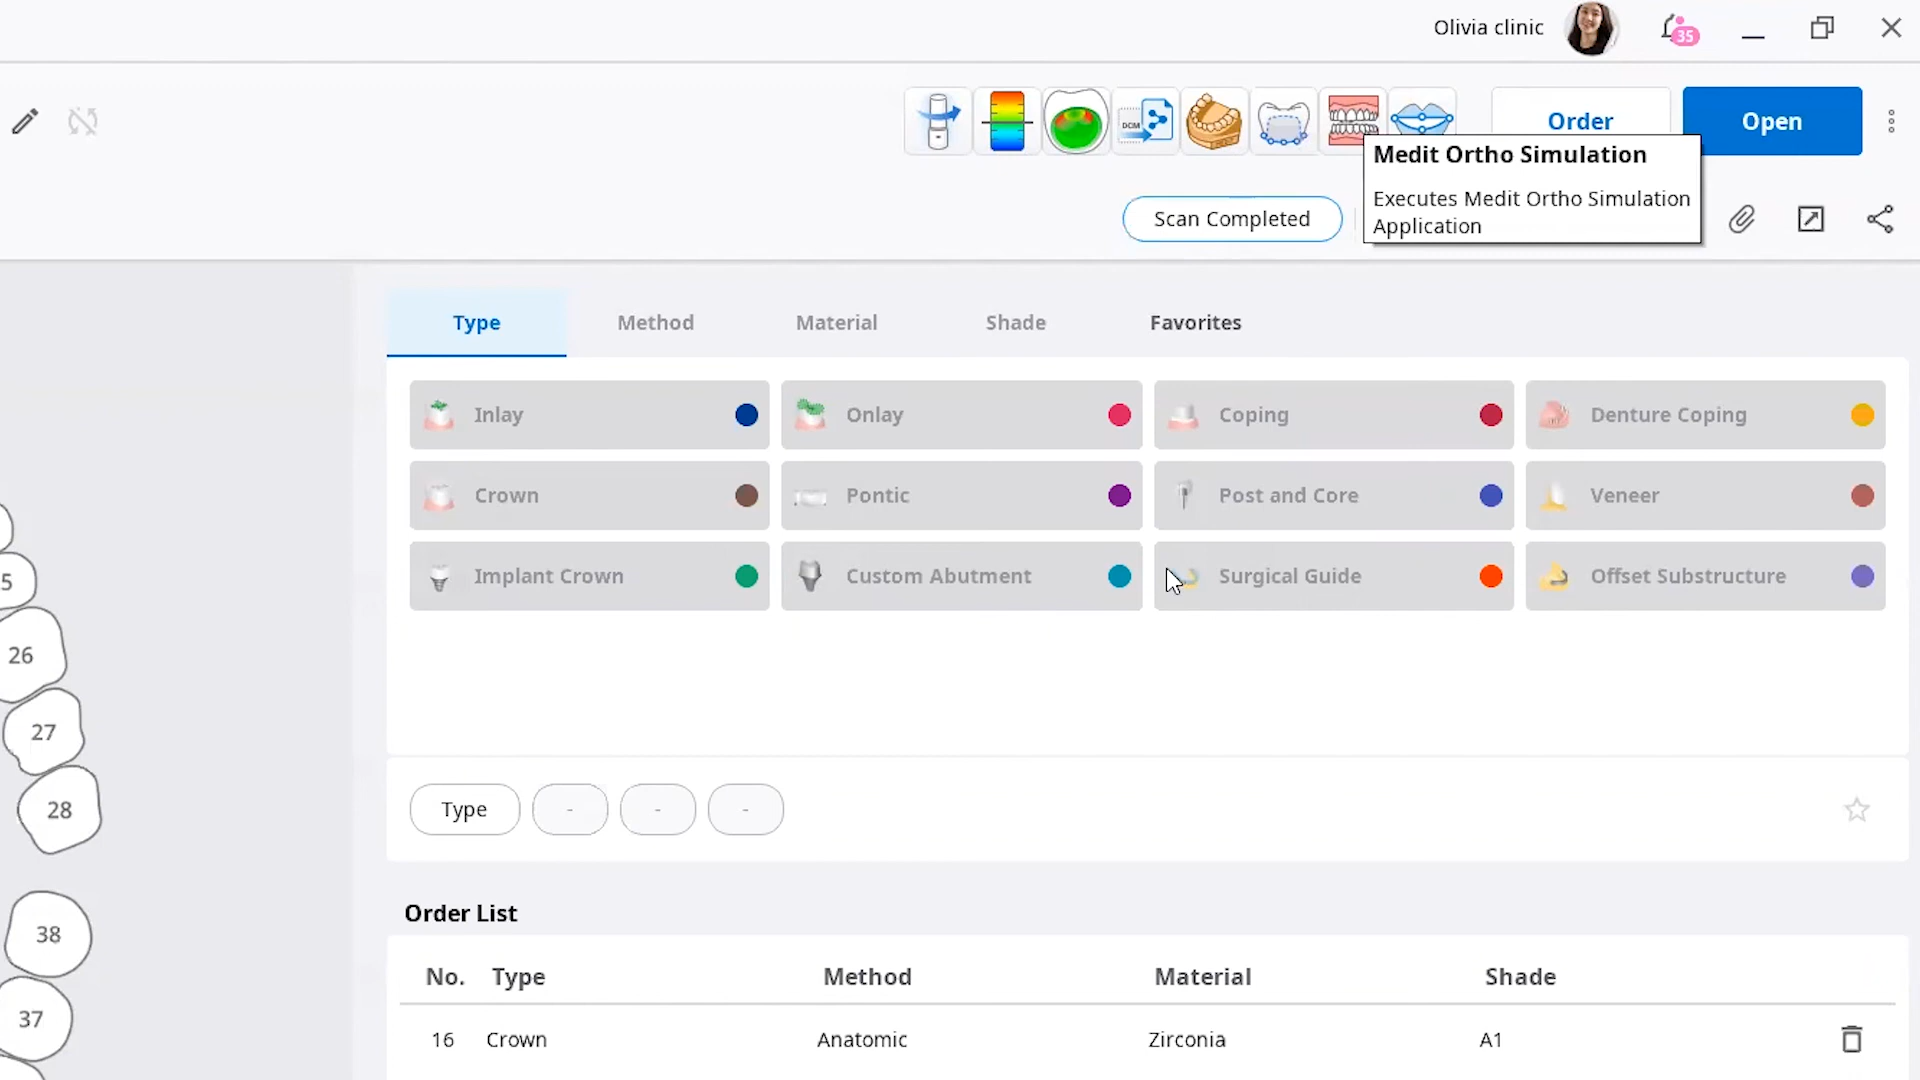 Olivia clinic
35
DCM
Order
Open
Medit Ortho Simulation
Executes Medit Ortho Simulation
Application
Scan Completed
Type
Method
Material
Shade
Favorites
Inlay
Onlay
Coping
Denture Coping
Crown
Pontic
Post and Core
Veneer
Implant Crown
Custom Abutment
Surgical Guide
Offset Substructure
5
26
27
28
38
37
Type
-
-
-
Order List
No. Type Method Material Shade
16 Crown Anatomic Zirconia A1